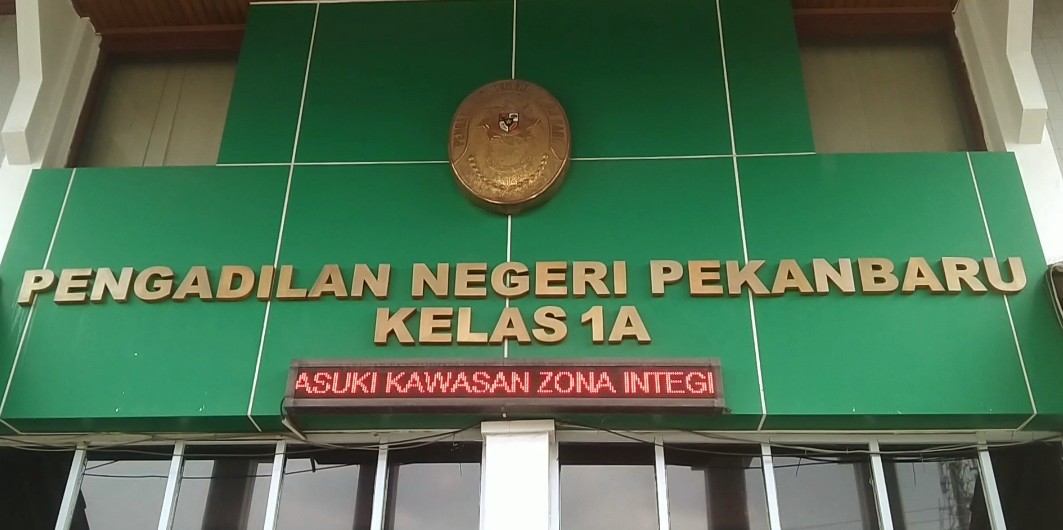 PENGADILAN NEGERI PEKANBARU
KELAS 1A
ASUKI KAWASAN ZONA INTEGI